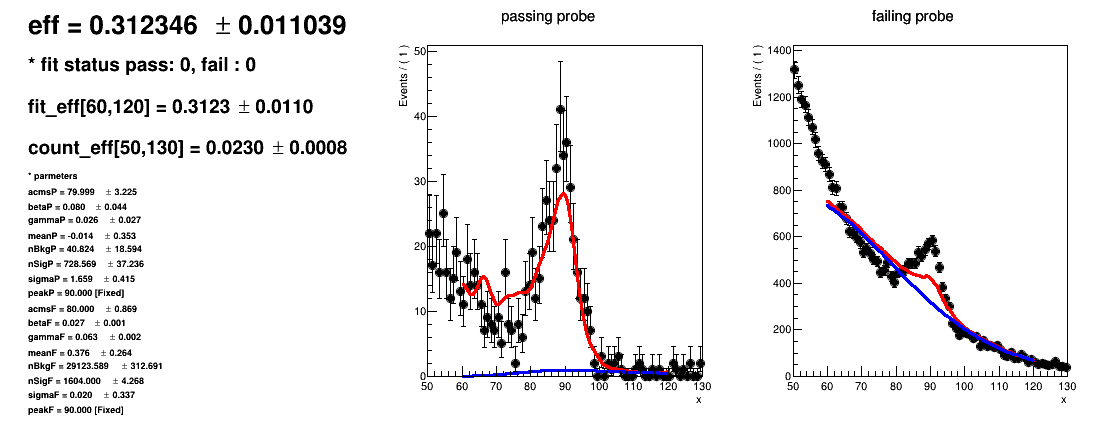 eff = 0.312346 ± 0.011039
* fit status pass: 0, fail : 0
fit_eff[60,120] = 0.3123 ± 0.0110
count_eff[50,130] = 0.0230 ± 0.0008
* parmeters
acmsP = 79.999 ± 3.225
betaP = 0.080 ± 0.044
gammaP = 0.026 ± 0.027
meanP = -0.014 ± 0.353
nBkgP = 40.824 ± 18.594
nSigP = 728.569 ± 37.236
sigmaP = 1.659 ± 0.415
peakP = 90.000 [Fixed]
acmsF = 80.000 ± 0.869
betaF = 0.027 ± 0.001
gammaF = 0.063 ± 0.002
meanF = 0.376 ± 0.264
nBkgF = 29123.589 ± 312.691
nSigF = 1604.000 ± 4.268
sigmaF = 0.020 ± 0.337
peakF = 90.000 [Fixed]
passing probe
Events / ( 1 )
50
40
30
20
10
0
50 60 70 80 90 100 110 120 130
x
failing probe
Events / ( 1 )
1400
1200
1000
800
600
400
200
0
50 60 70 80 90 100 110 120 130
x